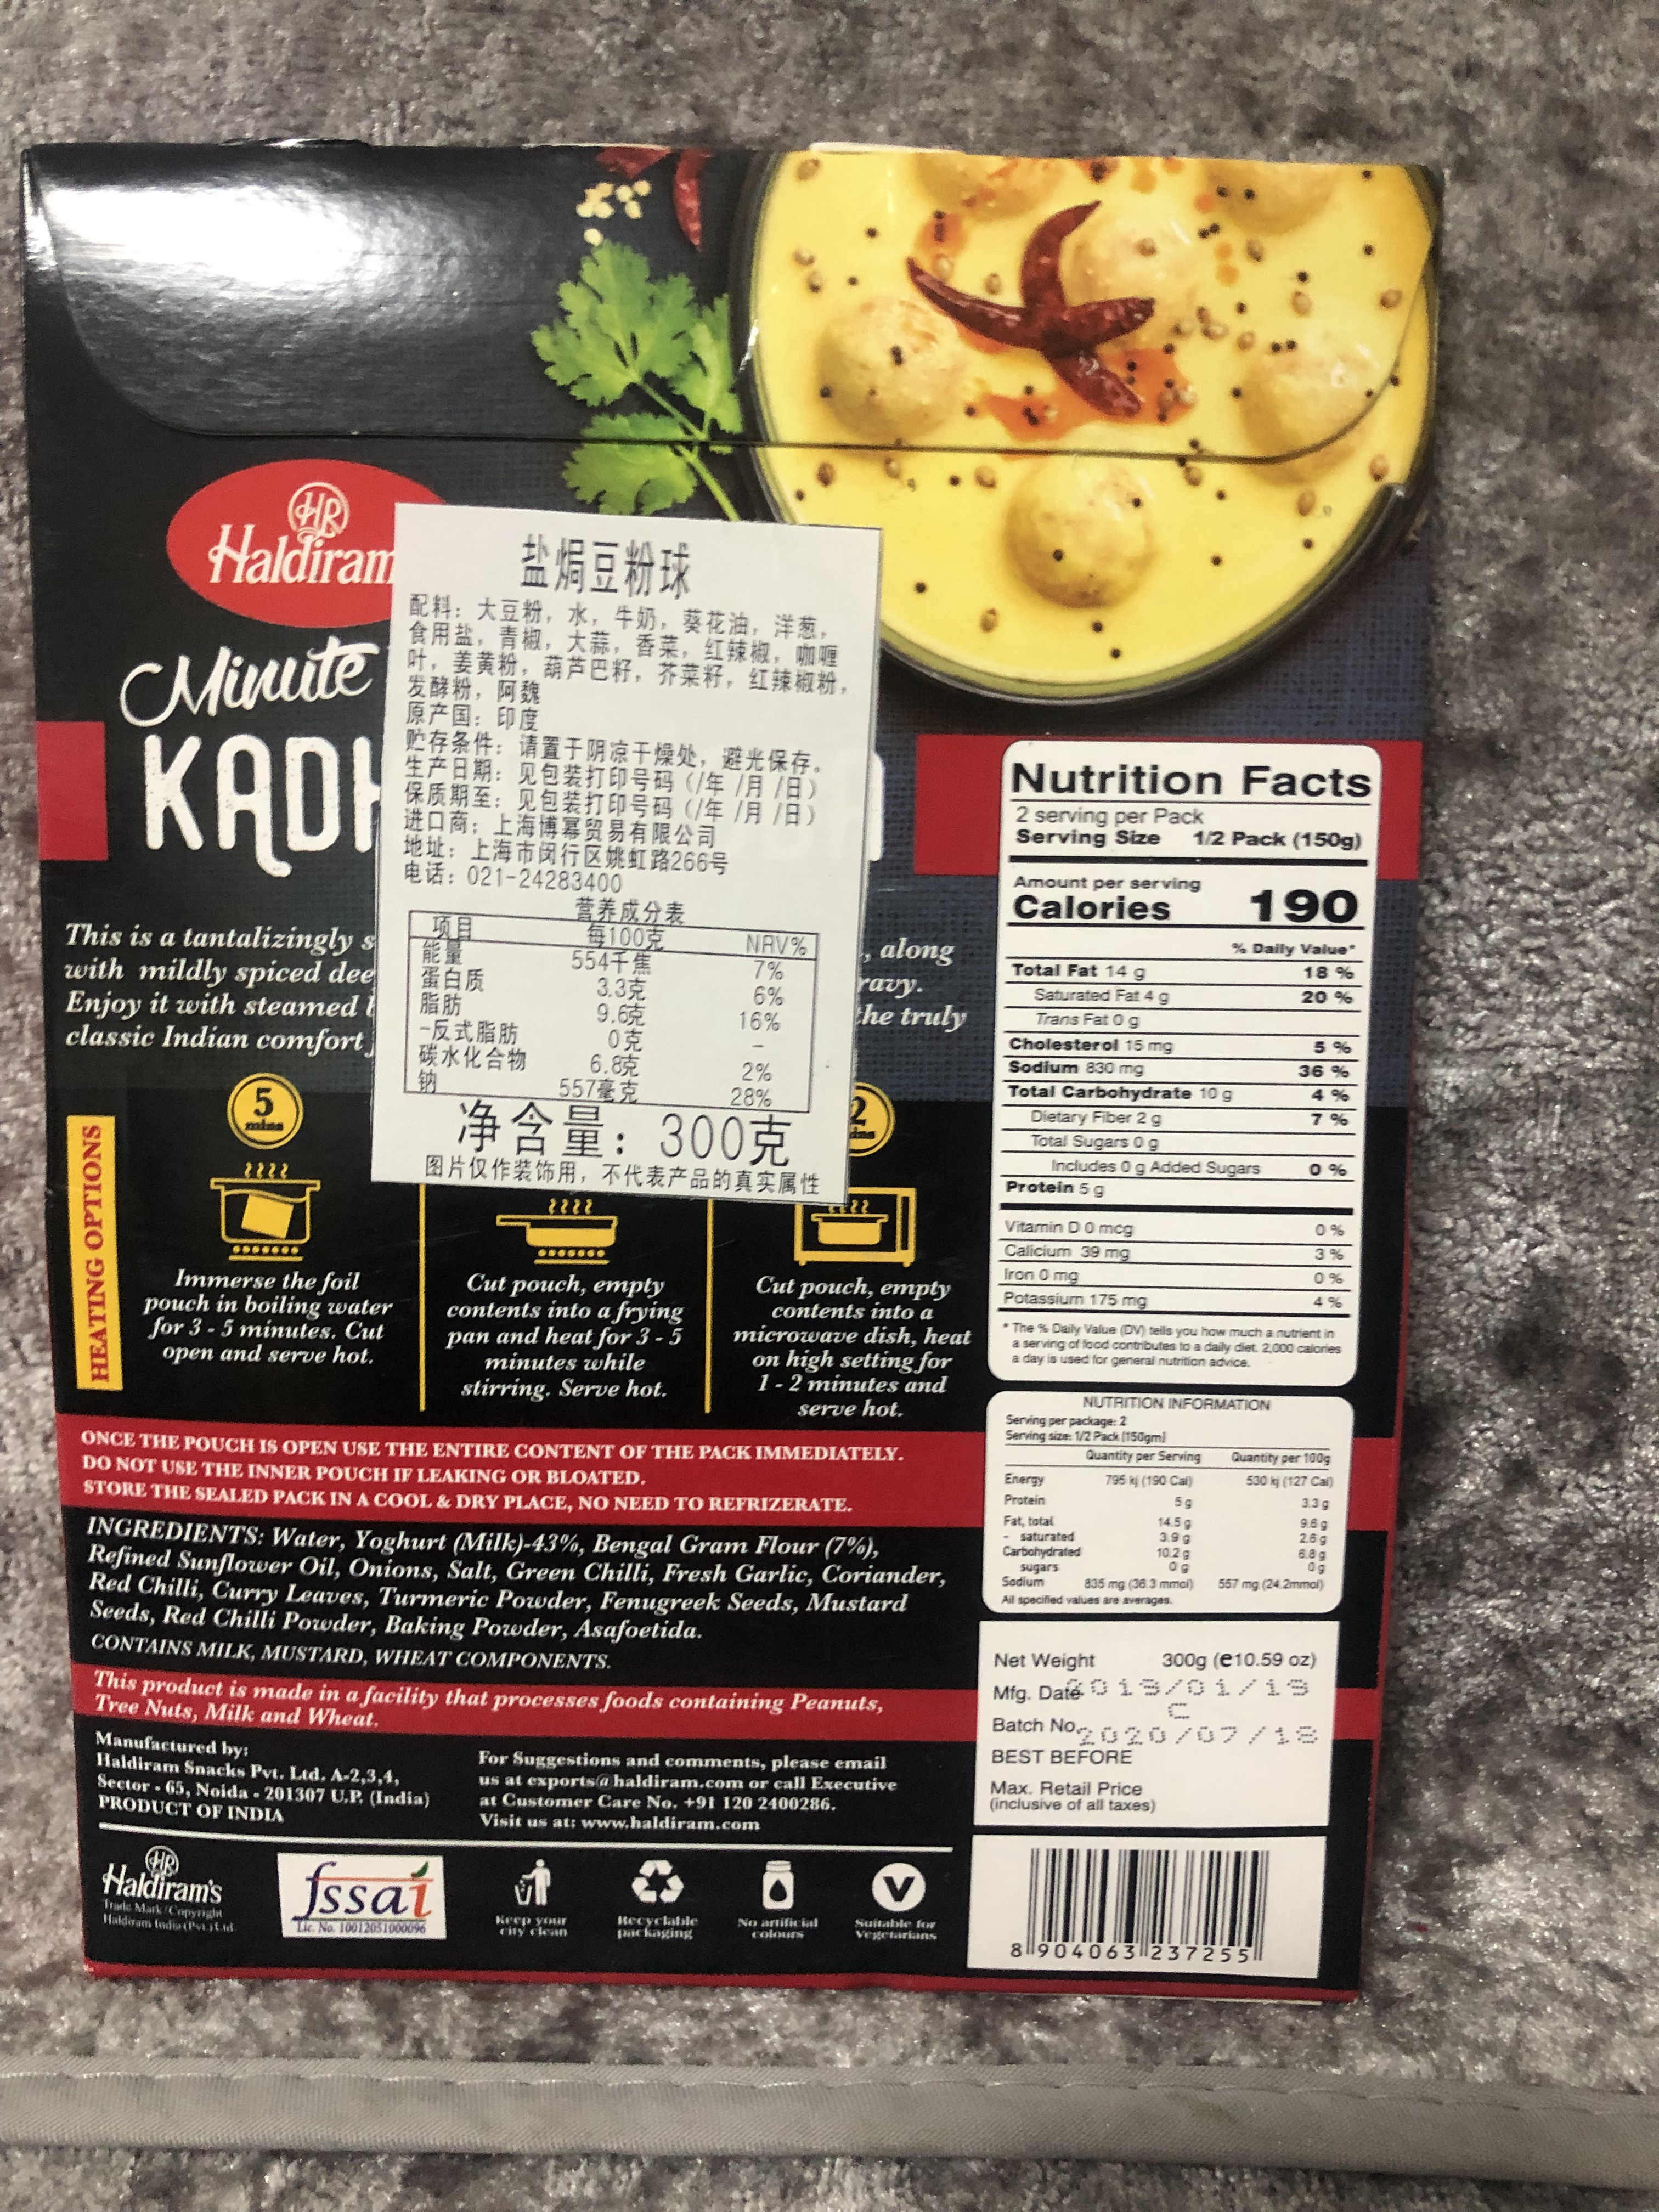 HR
Haldiram
Minute
KADH
This is a tantalizingly s
with mildly spiced dee
Enjoy it with steamed
classic Indian comfort
, along
ravy.
the truly
盐焗豆粉球
配料：大豆粉，水，牛奶，葵花油，洋葱，
食用盐，青椒，大蒜，香菜，红辣椒，咖喱
叶，姜黄粉，葫芦巴籽，芥菜籽，红辣椒粉，
发酵粉，阿魏
原产国：印度
贮存条件：请置于阴凉干燥处，避光保存。
生产日期：见包装打印号码（/年 /月 /日）
保质期至：见包装打印号码（/年 /月 /日）
进口商：上海博幂贸易有限公司
地址：上海市闵行区姚虹路266号
电话：021-24283400
营养成分表
项目 每100克 NRV%
能量 554千焦 7%
蛋白质 3.3克 6%
脂肪 9.6克 16%
-反式脂肪 0克 -
碳水化合物 6.8克 2%
钠 557毫克 28%
净含量：300克
图片仅作装饰用，不代表产品的真实属性
HEATING OPTIONS
5
mins
2
Immerse the foil
pouch in boiling water
for 3 - 5 minutes. Cut
open and serve hot.
Cut pouch, empty
contents into a frying
pan and heat for 3 - 5
minutes while
stirring. Serve hot.
Cut pouch, empty
contents into a
microwave dish, heat
on high setting for
1 - 2 minutes and
serve hot.
ONCE THE POUCH IS OPEN USE THE ENTIRE CONTENT OF THE PACK IMMEDIATELY.
DO NOT USE THE INNER POUCH IF LEAKING OR BLOATED.
STORE THE SEALED PACK IN A COOL & DRY PLACE, NO NEED TO REFRIZERATE.
INGREDIENTS: Water, Yoghurt (Milk)-43%, Bengal Gram Flour (7%),
Refined Sunflower Oil, Onions, Salt, Green Chilli, Fresh Garlic, Coriander,
Red Chilli, Curry Leaves, Turmeric Powder, Fenugreek Seeds, Mustard
Seeds, Red Chilli Powder, Baking Powder, Asafoetida.
CONTAINS MILK, MUSTARD, WHEAT COMPONENTS.
This product is made in a facility that processes foods containing Peanuts,
Tree Nuts, Milk and Wheat.
Manufactured by:
Haldiram Snacks Pvt. Ltd. A-2,3,4,
Sector - 65, Noida - 201307 U.P. (India)
PRODUCT OF INDIA
For Suggestions and comments, please email
us at exports@haldiram.com or call Executive
at Customer Care No. +91 120 2400286.
Visit us at: www.haldiram.com
HR
Haldiram's
Trade Mark/Copyright
Haldiram India (Pvt.) Ltd.
fssai
Lic. No. 10012051000096
Keep your
city clean
Recyclable
packaging
No artificial
colours
V
Suitable for
Vegetarians
Nutrition Facts
2 serving per Pack
Serving Size 1/2 Pack (150g)
Amount per serving
Calories 190
% Daily Value*
Total Fat 14 g 18 %
Saturated Fat 4 g 20 %
Trans Fat 0 g
Cholesterol 15 mg 5 %
Sodium 830 mg 36 %
Total Carbohydrate 10 g 4 %
Dietary Fiber 2 g 7 %
Total Sugars 0 g
Includes 0 g Added Sugars 0 %
Protein 5 g
Vitamin D 0 mcg 0 %
Calicium 39 mg 3 %
Iron 0 mg 0 %
Potassium 175 mg 4 %
* The % Daily Value (DV) tells you how much a nutrient in
a serving of food contributes to a daily diet. 2,000 calories
a day is used for general nutrition advice.
NUTRITION INFORMATION
Serving per package: 2
Serving size: 1/2 Pack (150gm)
Quantity per Serving Quantity per 100g
Energy 795 kj (190 Cal) 530 kj (127 Cal)
Protein 5 g 3.3 g
Fat, total 14.5 g 9.6 g
- saturated 3.9 g 2.6 g
Carbohydrated 10.2 g 6.8 g
sugars 0 g 0 g
Sodium 835 mg (36.3 mmol) 557 mg (24.2mmol)
All specified values are averages.
Net Weight 300g (e10.59 oz)
Mfg. Date 2019/01/19
C
Batch No. 2020/07/18
BEST BEFORE
Max. Retail Price
(inclusive of all taxes)
8 904063 237255